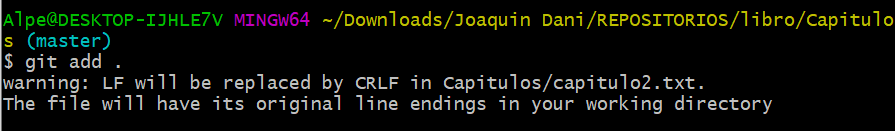 Alpe@DESKTOP-IJHLE7V MINGW64 ~/Downloads/Joaquin Dani/REPOSITORIOS/libro/Capitulo
s (master)
$ git add .
warning: LF will be replaced by CRLF in Capitulos/capitulo2.txt.
The file will have its original line endings in your working directory